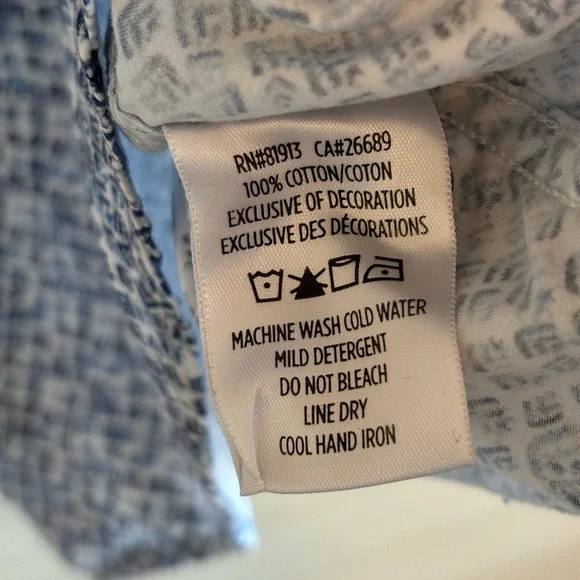 RN#81913 CA#26689
100% COTTON/COTON
EXCLUSIVE OF DECORATION
EXCLUSIVE DES DÉCORATIONS
MACHINE WASH COLD WATER
MILD DETERGENT
DO NOT BLEACH
LINE DRY
COOL HAND IRON